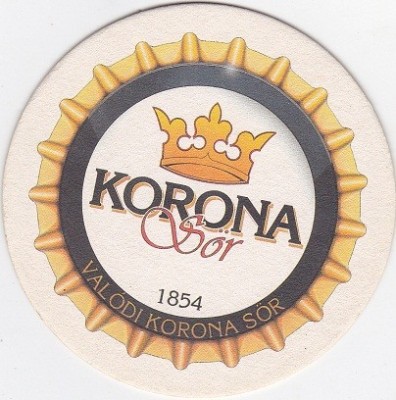 KORONA
Sör
1854
VALÓDI KORONA SÖR